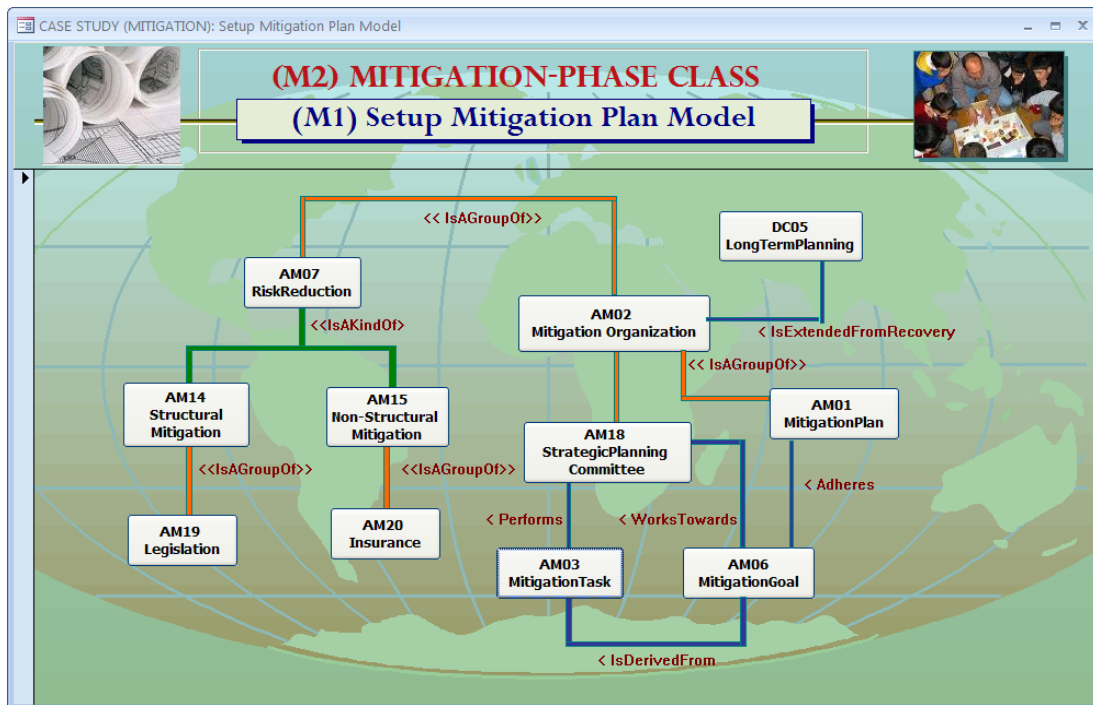 CASE STUDY (MITIGATION): Setup Mitigation Plan Model
(M2) MITIGATION-PHASE CLASS
(M1) Setup Mitigation Plan Model
<< IsAGroupOf>>
DC05
LongTermPlanning
AM07
RiskReduction
AM02
Mitigation Organization
<<IsAKindOf>
< IsExtendedFromRecovery
<< IsAGroupOf>>
AM14
Structural
Mitigation
AM15
Non-Structural
Mitigation
AM01
MitigationPlan
AM18
StrategicPlanning
Committee
<<IsAGroupOf>>
<<IsAGroupOf>>
< Adheres
< Performs
< WorksTowards
AM19
Legislation
AM20
Insurance
AM03
MitigationTask
AM06
MitigationGoal
< IsDerivedFrom